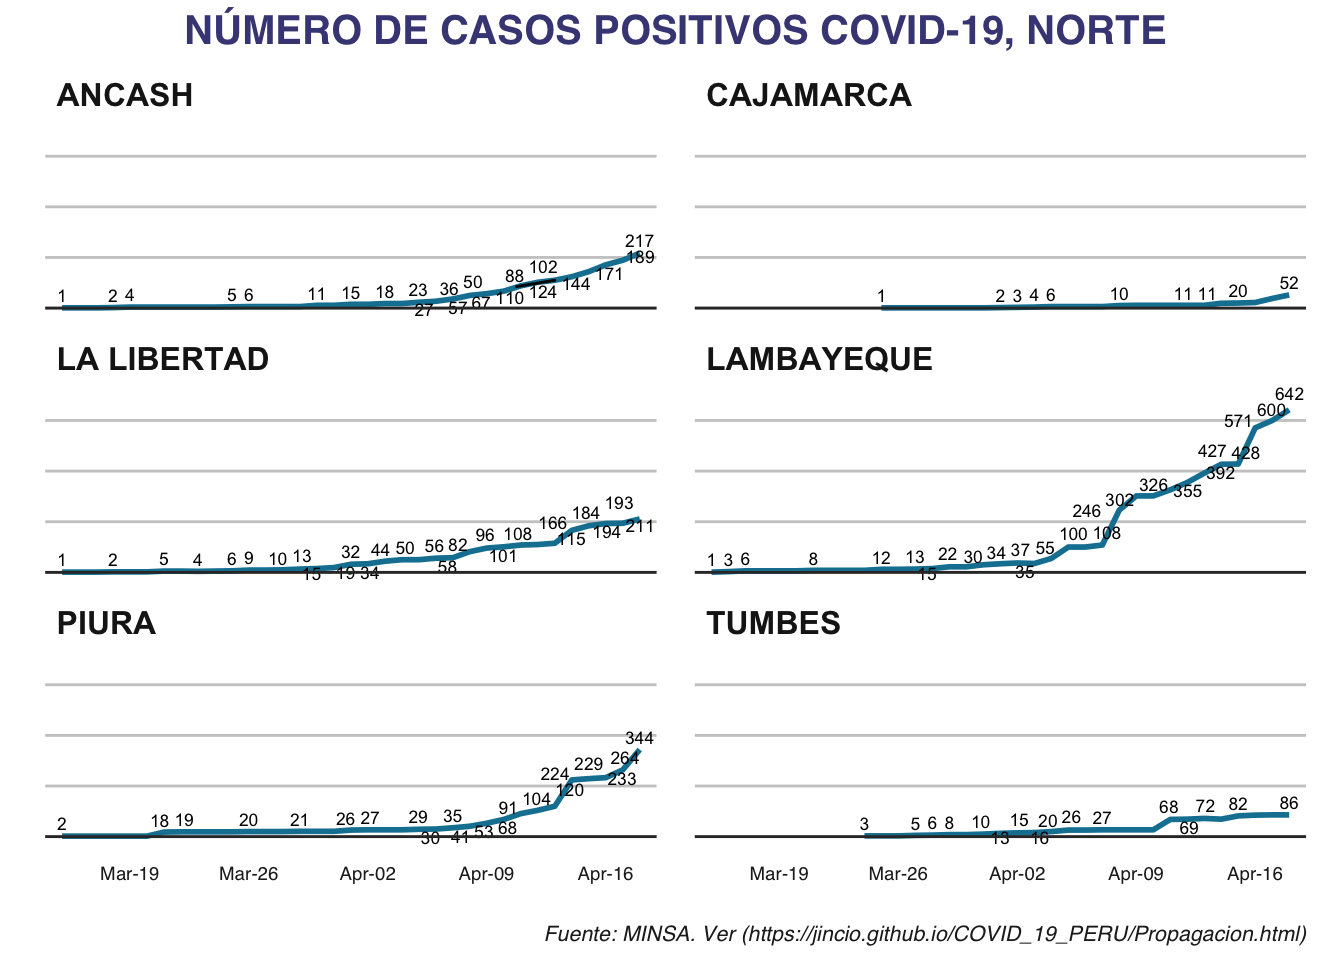 NÚMERO DE CASOS POSITIVOS COVID-19, NORTE
ANCASH
1 2 4 5 6 11 15 18 23 27 36 50 57 67 88 110 102 124 144 171 189 217
CAJAMARCA
1 2 3 4 6 10 11 11 20 52
LA LIBERTAD
1 2 5 4 6 9 10 13 15 19 32 34 44 50 56 58 82 96 101 108 166 115 184 194 193 211
LAMBAYEQUE
1 3 6 8 12 13 15 22 30 34 37 35 55 100 246 108 302 326 355 392 427 428 571 600 642
PIURA
2 18 19 20 21 26 27 29 30 35 41 53 68 91 104 120 224 229 233 264 344
TUMBES
3 5 6 8 10 13 15 16 20 26 27 68 69 72 82 86
Mar-19 Mar-26 Apr-02 Apr-09 Apr-16
Mar-19 Mar-26 Apr-02 Apr-09 Apr-16
Fuente: MINSA. Ver (https://jincio.github.io/COVID_19_PERU/Propagacion.html)